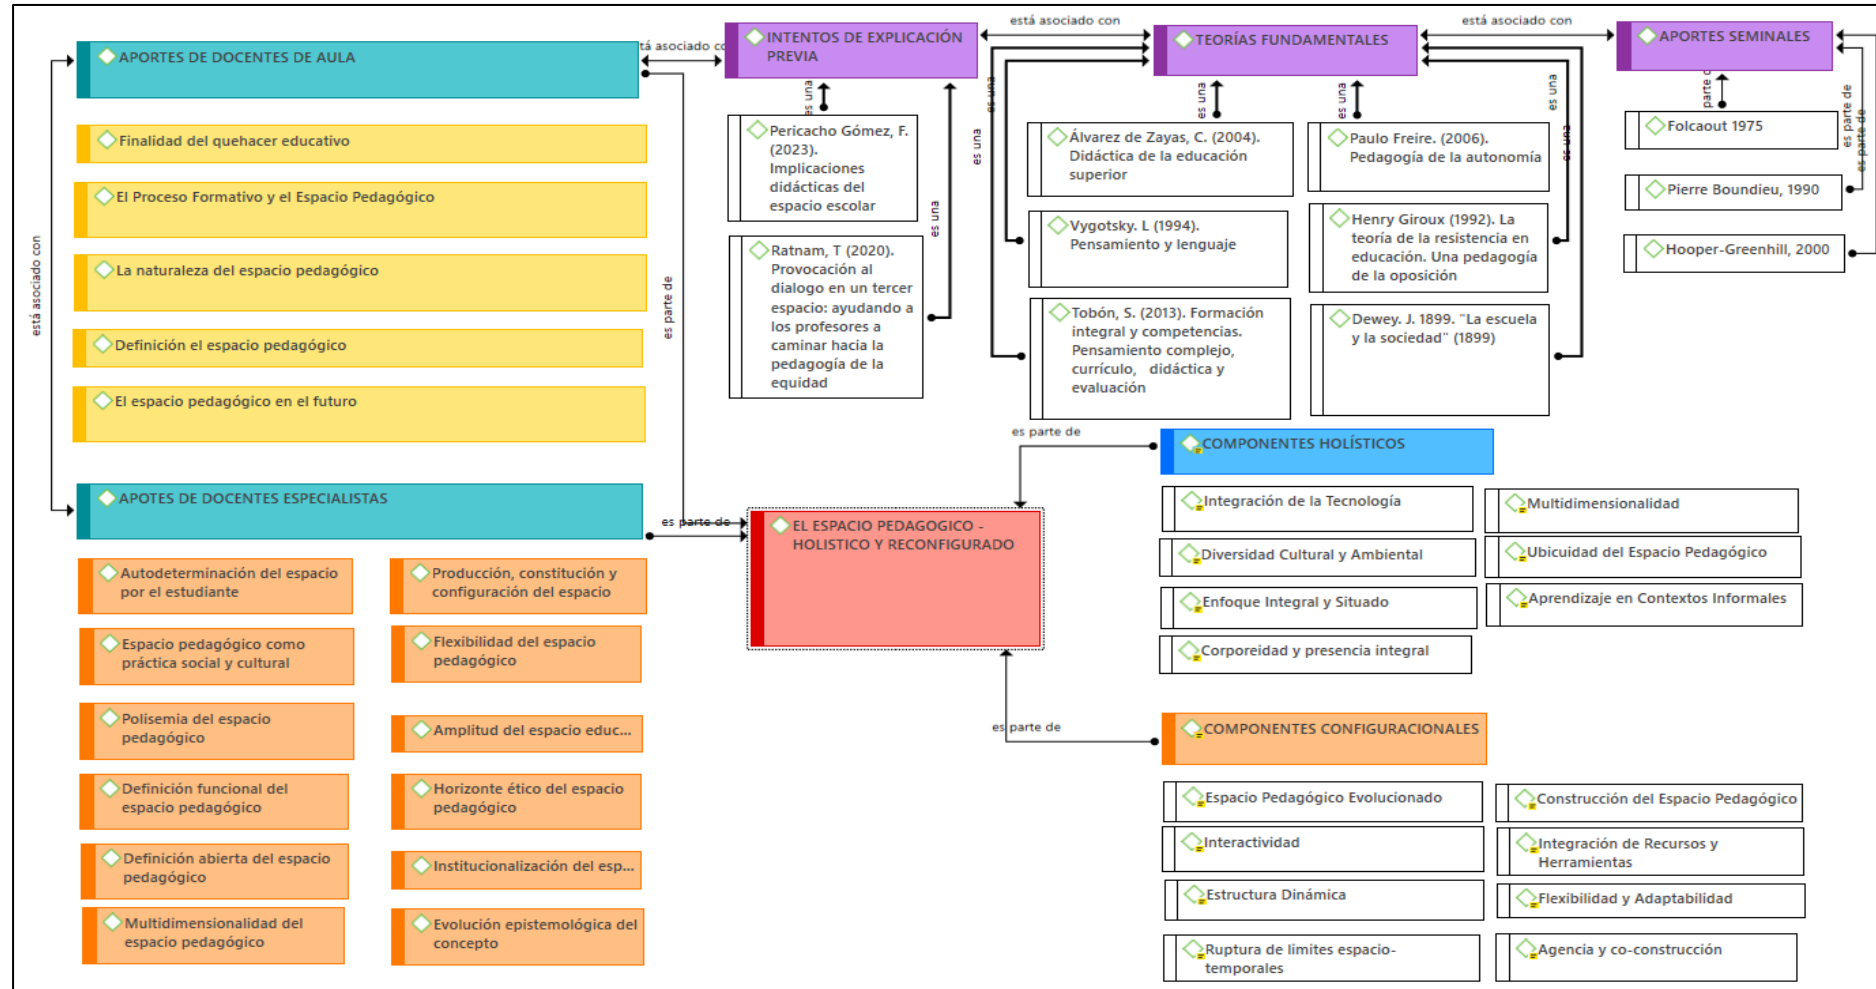 APORTES DE DOCENTES DE AULA
Finalidad del quehacer educativo
El Proceso Formativo y el Espacio Pedagógico
La naturaleza del espacio pedagógico
Definición el espacio pedagógico
El espacio pedagógico en el futuro
está asociado con
es parte de
APOTES DE DOCENTES ESPECIALISTAS
es parte de
Autodeterminación del espacio
por el estudiante
Espacio pedagógico como
práctica social y cultural
Polisemia del espacio
pedagógico
Definición funcional del
espacio pedagógico
Definición abierta del espacio
pedagógico
Multidimensionalidad del
espacio pedagógico
Producción, constitución y
configuración del espacio
Flexibilidad del espacio
pedagógico
Amplitud del espacio educ...
Horizonte ético del espacio
pedagógico
Institucionalización del esp...
Evolución epistemológica del
concepto
tá asociado co
INTENTOS DE EXPLICACIÓN
PREVIA
es una
Pericacho Gómez, F.
(2023).
Implicaciones
didácticas del
espacio escolar
es una
Ratnam, T (2020).
Provocación al
dialogo en un tercer
espacio: ayudando a
los profesores a
caminar hacia la
pedagogía de la
equidad
está asociado con
TEORÍAS FUNDAMENTALES
es una
es una
es una
es una
es una
es una
Álvarez de Zayas, C. (2004).
Didáctica de la educación
superior
Vygotsky. L (1994).
Pensamiento y lenguaje
Tobón, S. (2013). Formación
integral y competencias.
Pensamiento complejo,
currículo, didáctica y
evaluación
Paulo Freire. (2006).
Pedagogía de la autonomía
Henry Giroux (1992). La
teoría de la resistencia en
educación. Una pedagogía
de la oposición
Dewey. J. 1899. "La escuela
y la sociedad" (1899)
está asociado con
APORTES SEMINALES
parte d
es parte de
es parte de
Folcaout 1975
Pierre Boundieu, 1990
Hooper-Greenhill, 2000
EL ESPACIO PEDAGOGICO -
HOLISTICO Y RECONFIGURADO
es parte de
COMPONENTES HOLÍSTICOS
Integración de la Tecnología
Diversidad Cultural y Ambiental
Enfoque Integral y Situado
Corporeidad y presencia integral
Multidimensionalidad
Ubicuidad del Espacio Pedagógico
Aprendizaje en Contextos Informales
es parte de
COMPONENTES CONFIGURACIONALES
Espacio Pedagógico Evolucionado
Interactividad
Estructura Dinámica
Ruptura de limites espacio-
temporales
Construcción del Espacio Pedagógico
Integración de Recursos y
Herramientas
Flexibilidad y Adaptabilidad
Agencia y co-construcción